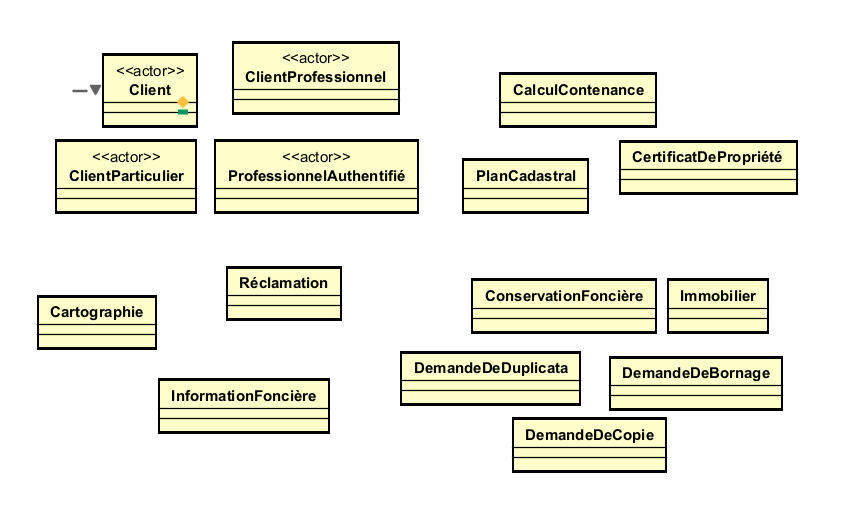 <<actor>>
Client
<<actor>>
ClientProfessionnel
CalculContenance
<<actor>>
ClientParticulier
<<actor>>
ProfessionnelAuthentifié
PlanCadastral
CertificatDePropriété
Cartographie
Réclamation
InformationFoncière
ConservationFoncière
Immobilier
DemandeDeDuplicata
DemandeDeBornage
DemandeDeCopie